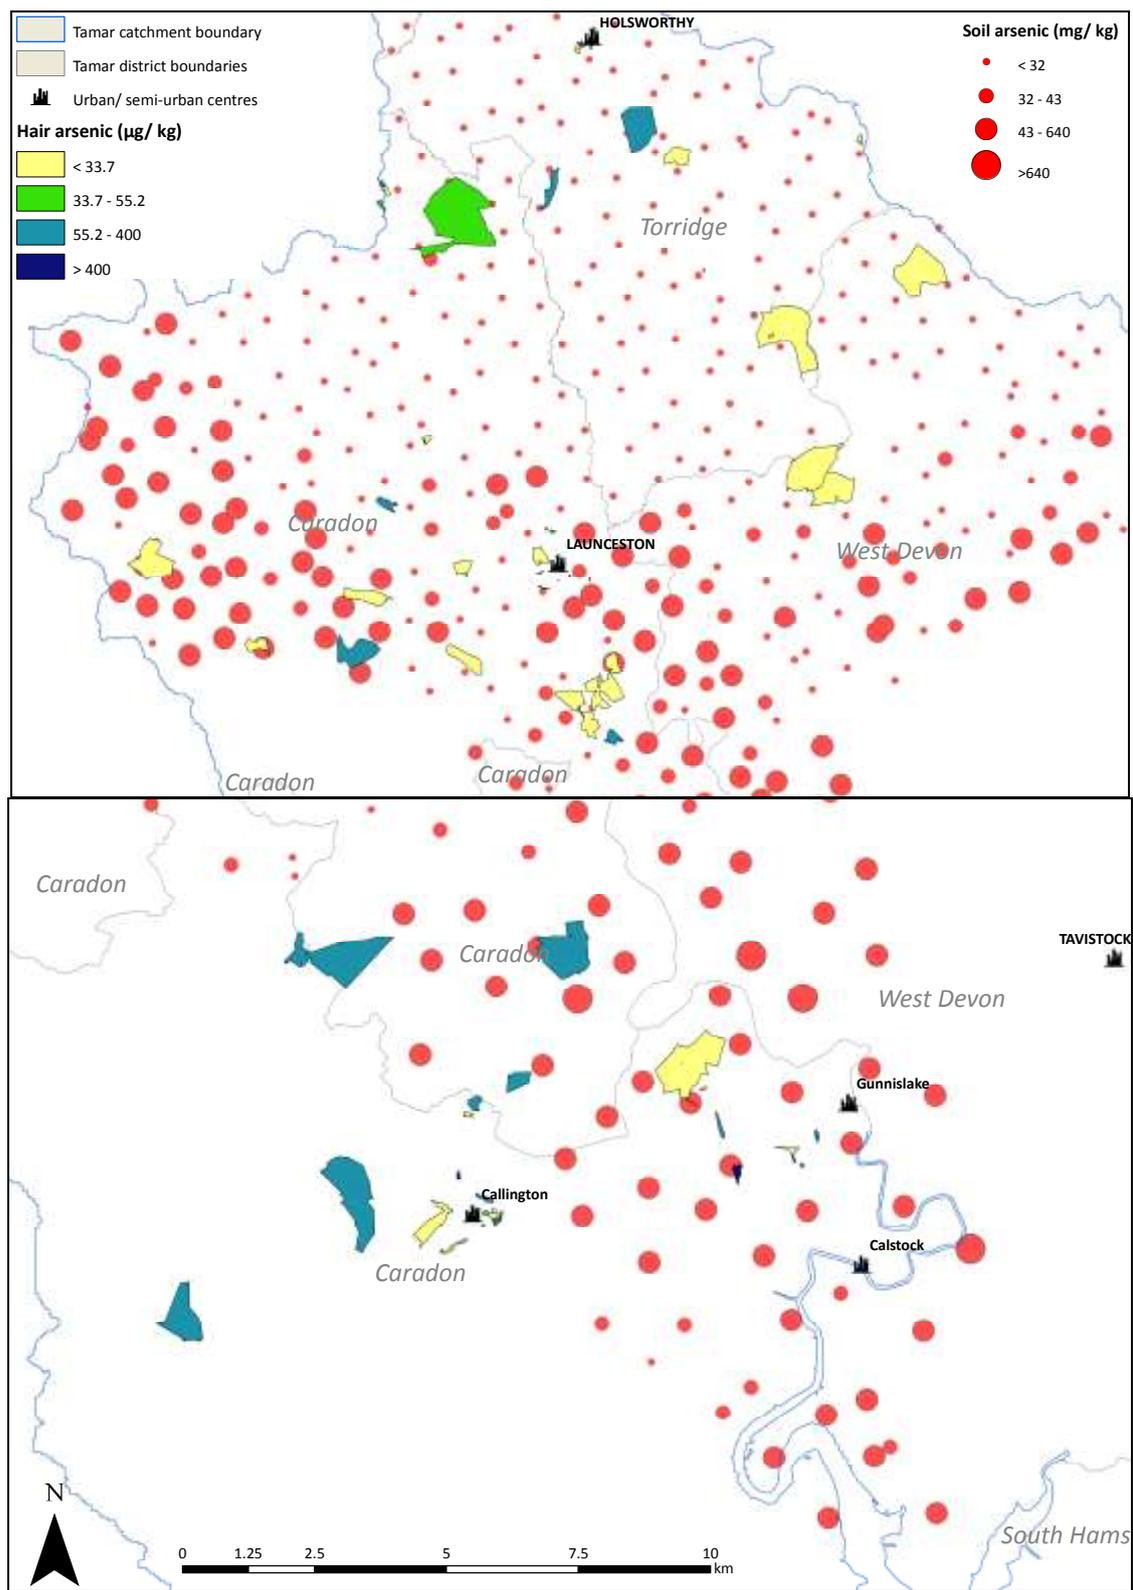 HOLSWORTHY
Tamar catchment boundary
Tamar district boundaries
Urban/ semi-urban centres
Hair arsenic (µg/ kg)
< 33.7
33.7 - 55.2
55.2 - 400
> 400
Soil arsenic (mg/ kg)
< 32
32 - 43
43 - 640
>640
Torridge
Caradon
LAUNCESTON
West Devon
Caradon
Caradon
Caradon
Caradon
TAVISTOCK
West Devon
Gunnislake
Callington
Calstock
Caradon
South Hams
N
0 1.25 2.5 5 7.5 10
km